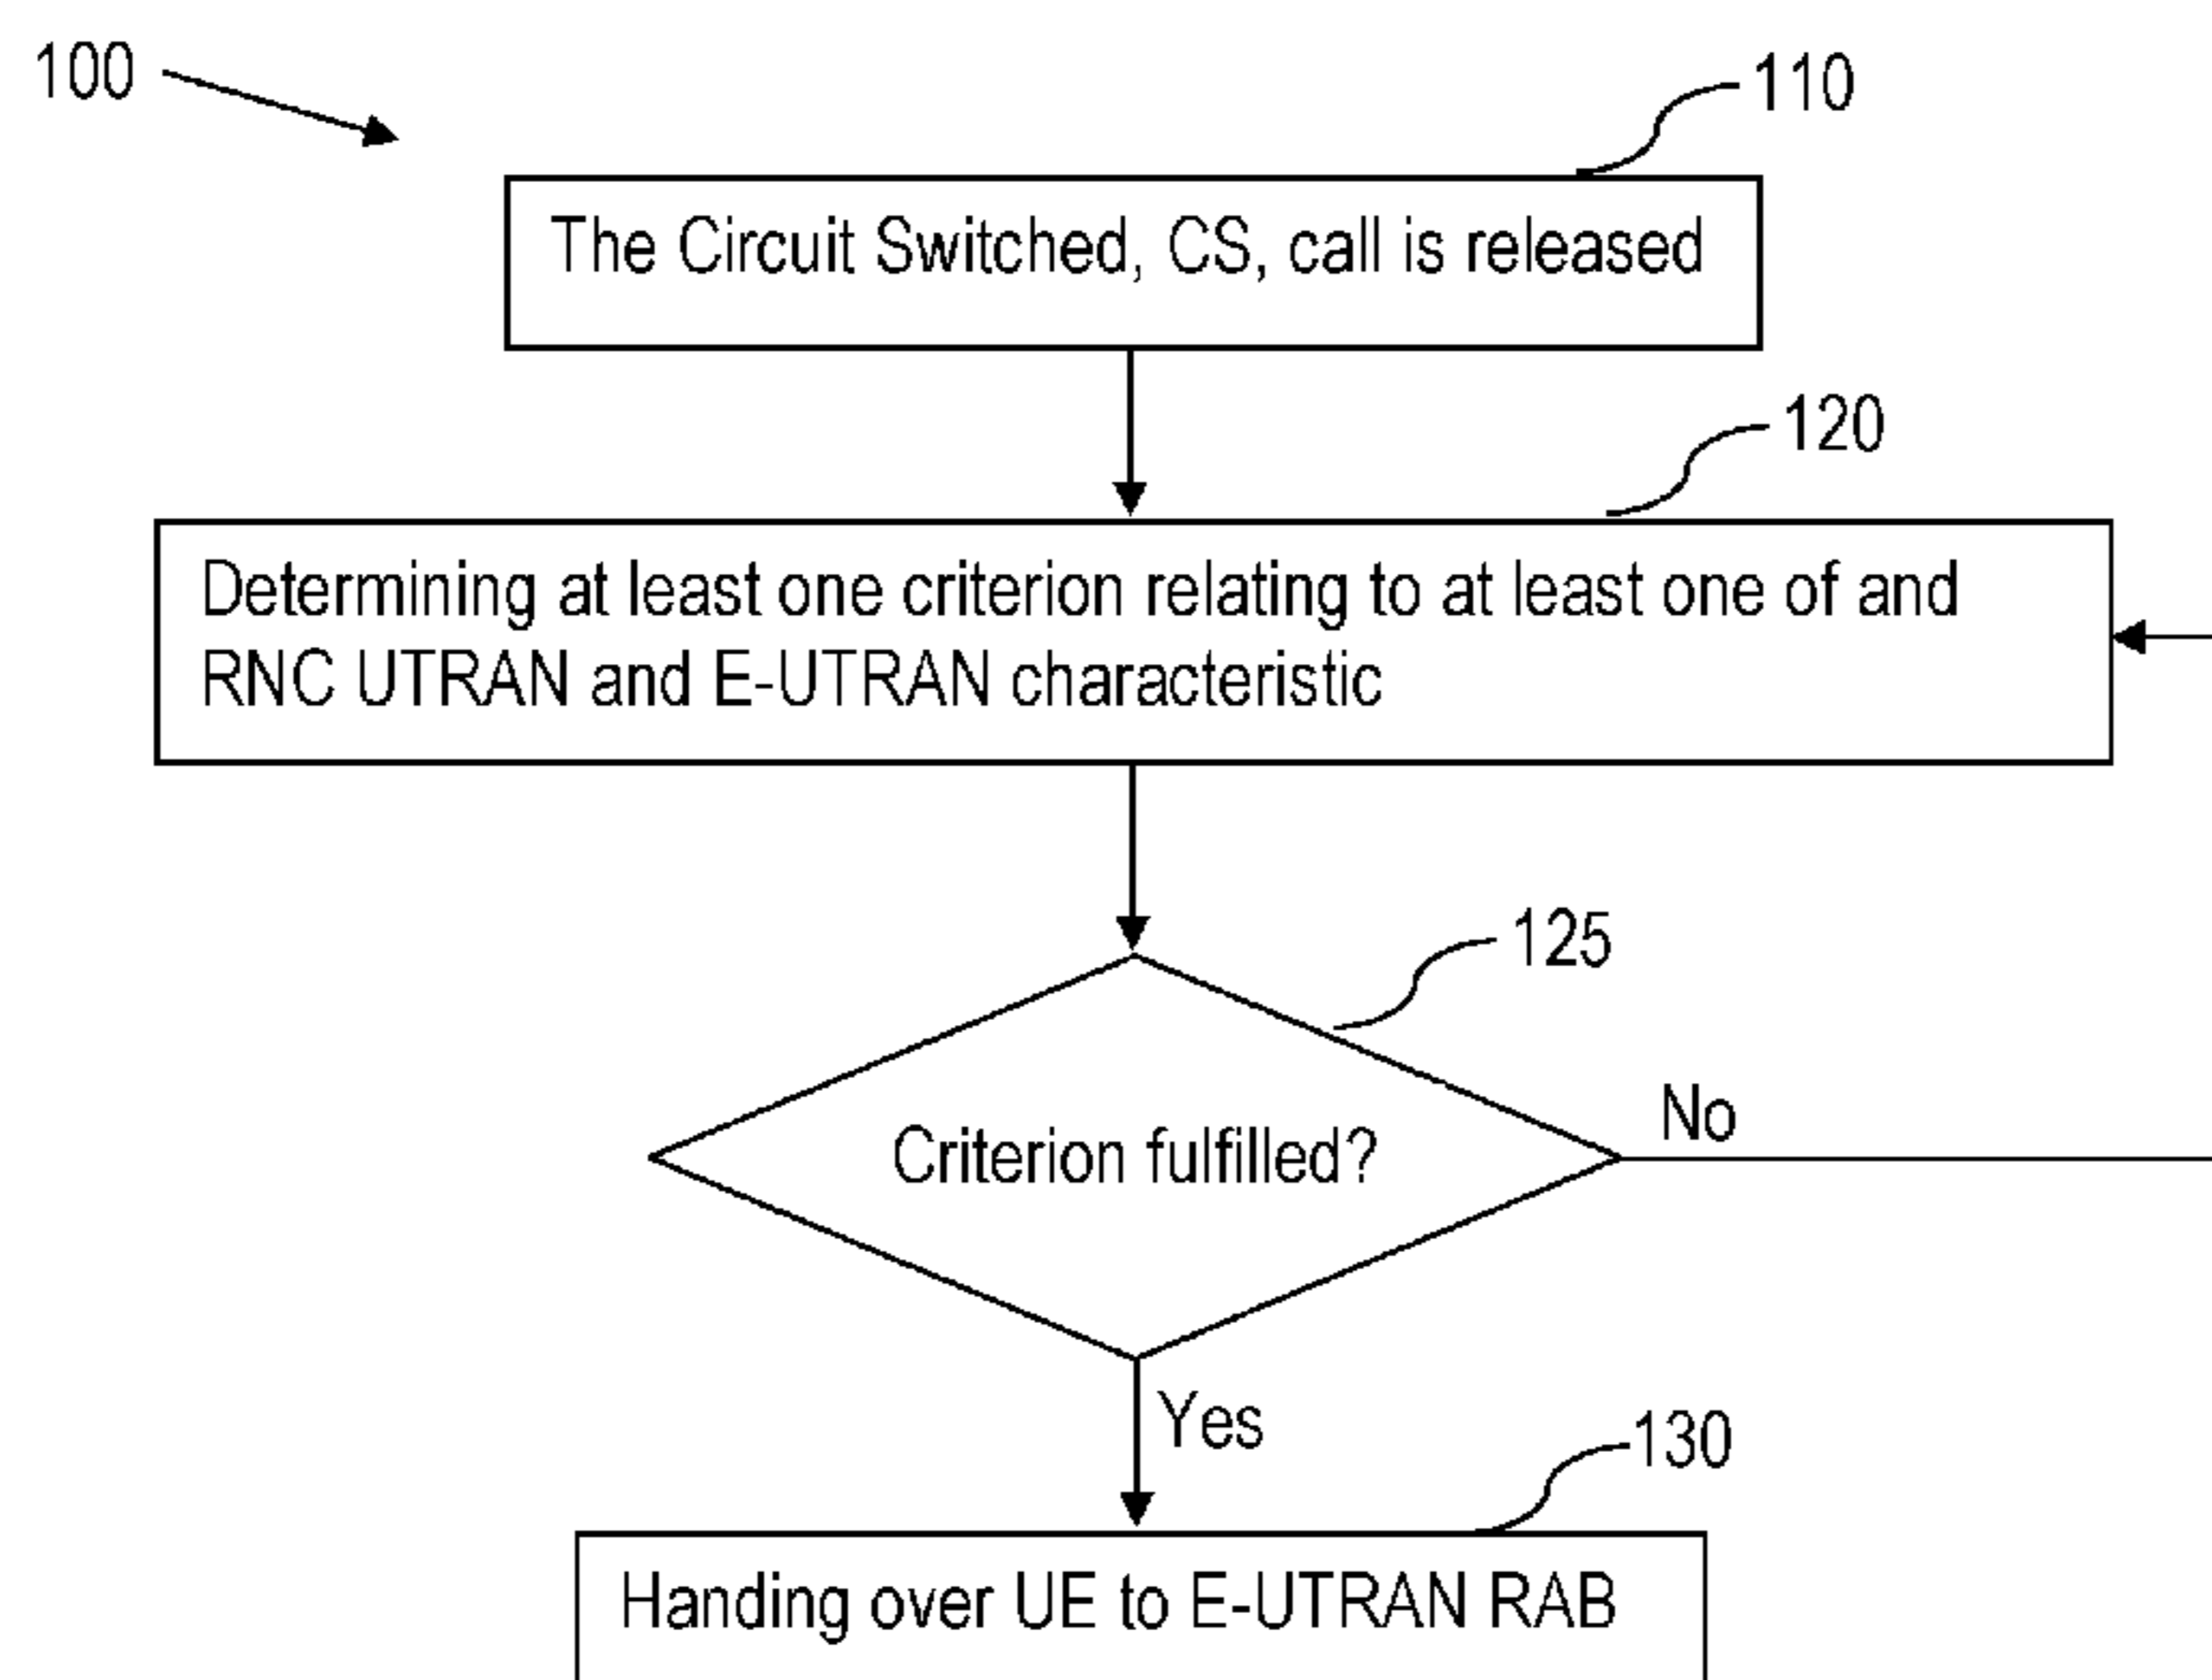 100
110
The Circuit Switched, CS, call is released
120
Determining at least one criterion relating to at least one of and
RNC UTRAN and E-UTRAN characteristic
125
Criterion fulfilled?
No
Yes
130
Handing over UE to E-UTRAN RAB